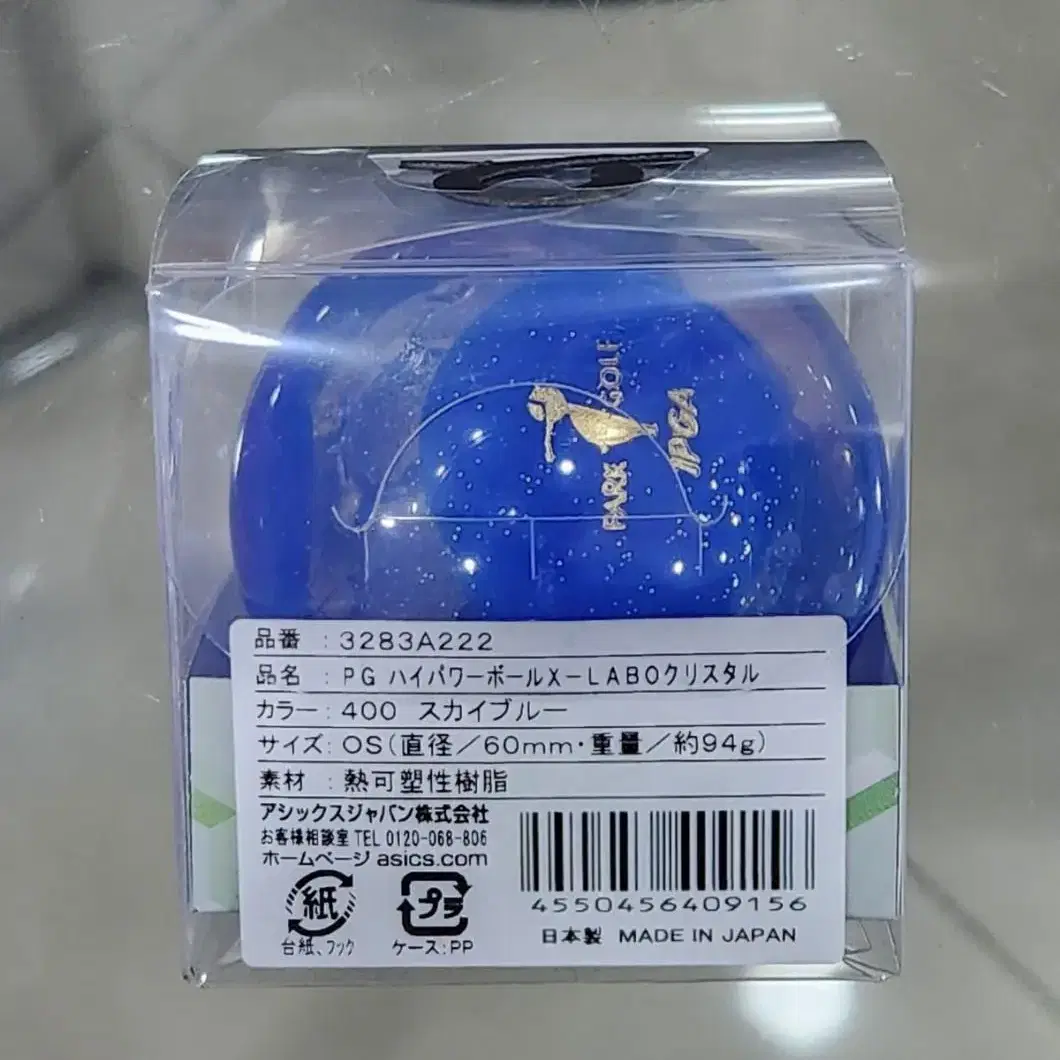 PARK GOLF
IPGA
品番 : 3283A222
品名 : PG ハイパワーボールX-LABOクリスタル
カラー : 400 スカイブルー
サイズ : OS(直径/60mm・重量/約94g)
素材 : 熱可塑性樹脂
アシックスジャパン株式会社
お客様相談室 TEL 0120-068-806
ホームページ asics.com
紙 プラ
台紙、フック ケース:PP
4550456409156
日本製 MADE IN JAPAN